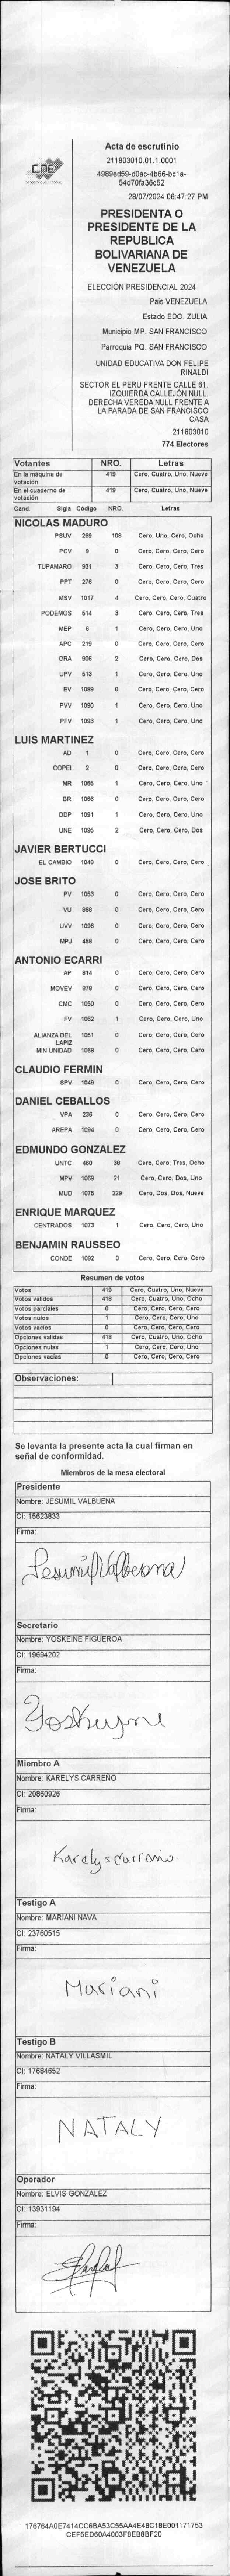 CNE
Acta de escrutinio
211803010.01.1.0001
4989ed59-d0ac-4b66-bc1a-
54d70fa36c52
28/07/2024 06:47:27 PM
PRESIDENTA O
PRESIDENTE DE LA
REPUBLICA
BOLIVARIANA DE
VENEZUELA
ELECCIÓN PRESIDENCIAL 2024
Pais VENEZUELA
Estado EDO. ZULIA
Municipio MP. SAN FRANCISCO
Parroquia PQ. SAN FRANCISCO
UNIDAD EDUCATIVA DON FELIPE
RINALDI
SECTOR EL PERU FRENTE CALLE 61.
IZQUIERDA CALLEJÓN NULL.
DERECHA VEREDA NULL FRENTE A
LA PARADA DE SAN FRANCISCO
CASA
211803010
774 Electores
Votantes NRO. Letras
En la maquina de votación 419 Cero, Cuatro, Uno, Nueve
En el cuaderno de votación 419 Cero, Cuatro, Uno, Nueve
Cand. Sigla Codigo NRO. Letras
NICOLAS MADURO
PSUV 269 108 Cero, Uno, Cero, Ocho
PCV 9 0 Cero, Cero, Cero, Cero
TUPAMARO 931 3 Cero, Cero, Cero, Tres
PPT 276 0 Cero, Cero, Cero, Cero
MSV 1017 4 Cero, Cero, Cero, Cuatro
PODEMOS 514 3 Cero, Cero, Cero, Tres
MEP 6 1 Cero, Cero, Cero, Uno
APC 219 0 Cero, Cero, Cero, Cero
ORA 906 2 Cero, Cero, Cero, Dos
UPV 513 1 Cero, Cero, Cero, Uno
EV 1089 0 Cero, Cero, Cero, Cero
PVV 1090 1 Cero, Cero, Cero, Uno
PFV 1093 1 Cero, Cero, Cero, Uno
LUIS MARTINEZ
AD 1 0 Cero, Cero, Cero, Cero
COPEI 2 0 Cero, Cero, Cero, Cero
MR 1065 1 Cero, Cero, Cero, Uno
BR 1066 0 Cero, Cero, Cero, Cero
DDP 1091 1 Cero, Cero, Cero, Uno
UNE 1095 2 Cero, Cero, Cero, Dos
JAVIER BERTUCCI
EL CAMBIO 1048 0 Cero, Cero, Cero, Cero
JOSE BRITO
PV 1053 0 Cero, Cero, Cero, Cero
VU 868 0 Cero, Cero, Cero, Cero
UVV 1096 0 Cero, Cero, Cero, Cero
MPJ 458 0 Cero, Cero, Cero, Cero
ANTONIO ECARRI
AP 814 0 Cero, Cero, Cero, Cero
MOVEV 979 0 Cero, Cero, Cero, Cero
CMC 1050 0 Cero, Cero, Cero, Cero
FV 1062 1 Cero, Cero, Cero, Uno
ALIANZA DEL LAPIZ 1051 0 Cero, Cero, Cero, Cero
MIN UNIDAD 1068 0 Cero, Cero, Cero, Cero
CLAUDIO FERMIN
SPV 1049 0 Cero, Cero, Cero, Cero
DANIEL CEBALLOS
VPA 236 0 Cero, Cero, Cero, Cero
AREPA 1094 0 Cero, Cero, Cero, Cero
EDMUNDO GONZALEZ
UNTC 460 38 Cero, Cero, Tres, Ocho
MPV 1069 21 Cero, Cero, Dos, Uno
MUD 1075 229 Cero, Dos, Dos, Nueve
ENRIQUE MARQUEZ
CENTRADOS 1073 1 Cero, Cero, Cero, Uno
BENJAMIN RAUSSEO
CONDE 1092 0 Cero, Cero, Cero, Cero
Resumen de votos
Votos 419 Cero, Cuatro, Uno, Nueve
Votos validos 418 Cero, Cuatro, Uno, Ocho
Votos parciales 0 Cero, Cero, Cero, Cero
Votos nulos 1 Cero, Cero, Cero, Uno
Votos vacios 0 Cero, Cero, Cero, Cero
Opciones validas 418 Cero, Cuatro, Uno, Ocho
Opciones nulas 1 Cero, Cero, Cero, Uno
Opciones vacias 0 Cero, Cero, Cero, Cero
Observaciones:
Se levanta la presente acta la cual firman en
señal de conformidad.
Miembros de la mesa electoral
Presidente
Nombre: JESUMIL VALBUENA
CI: 15623833
Firma:
Secretario
Nombre: YOSKEINE FIGUEROA
CI: 19694202
Firma:
Miembro A
Nombre: KARELYS CARREÑO
CI: 20860926
Firma:
Testigo A
Nombre: MARIANI NAVA
CI: 23760515
Firma:
Mariani
Testigo B
Nombre: NATALY VILLASMIL
CI: 17684652
Firma:
NATALY
Operador
Nombre: ELVIS GONZALEZ
CI: 13931194
Firma:
176764A0E7414CC6BA53C55AA4E48C18E001171753
CEF5ED60A4003F8EB8BF20